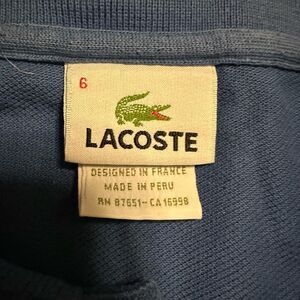 6
LACOSTE
DESIGNED IN FRANCE
MADE IN PERU
RN 87651-CA 16998